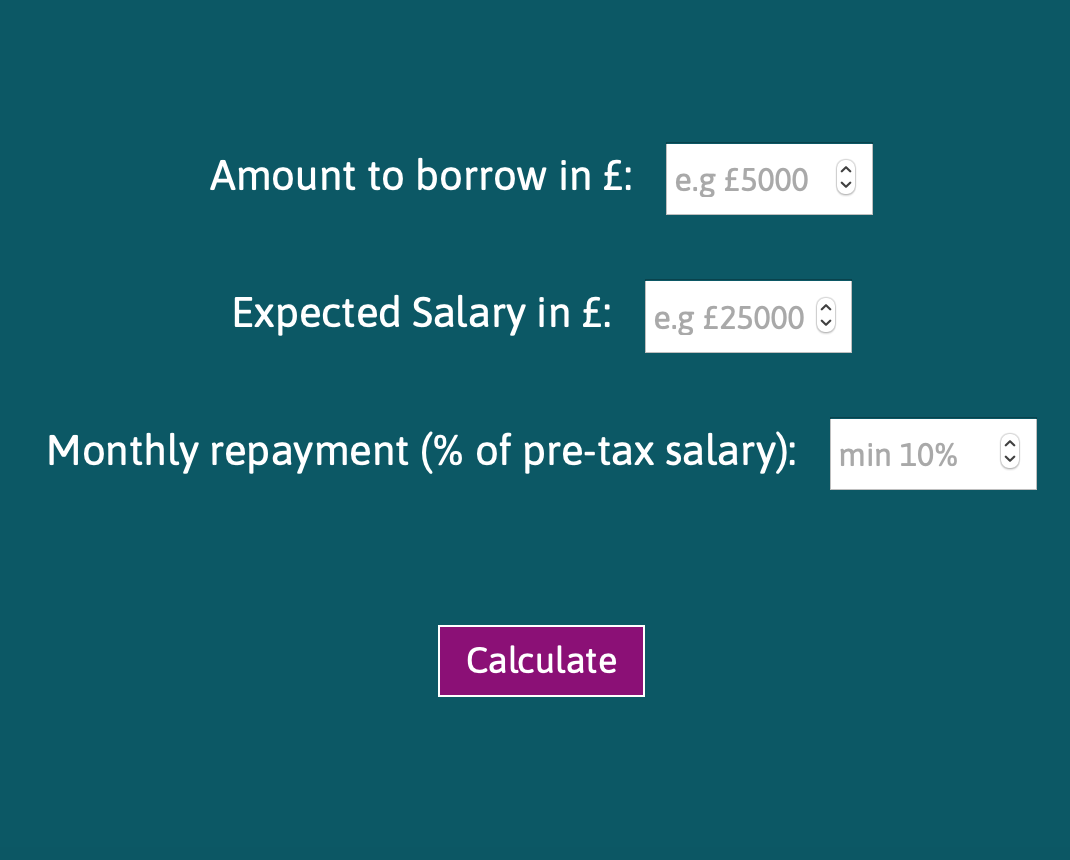 Amount to borrow in £: e.g £5000
Expected Salary in £: e.g £25000
Monthly repayment (% of pre-tax salary): min 10%
Calculate